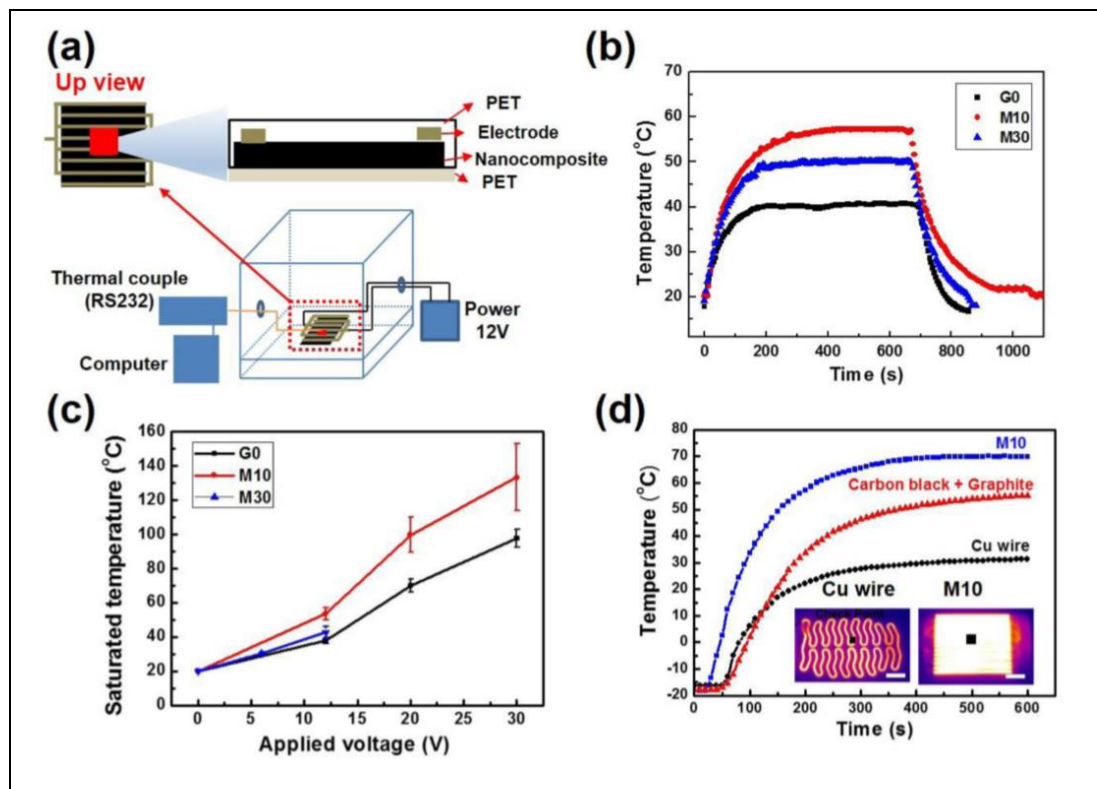 (a)
Up view
PET
Electrode
Nanocomposite
PET
Thermal couple
(RS232)
Computer
Power
12V
(b)
Temperature (°C)
70
60
50
40
30
20
G0
M10
M30
0 200 400 600 800 1000
Time (s)
(c)
Saturated temperature (°C)
160
140
120
100
80
60
40
20
0
G0
M10
M30
0 5 10 15 20 25 30
Applied voltage (V)
(d)
Temperature (°C)
80
70
60
50
40
30
20
10
0
-10
-20
M10
Carbon black + Graphite
Cu wire
Cu wire
M10
Check Point
0 100 200 300 400 500 600
Time (s)